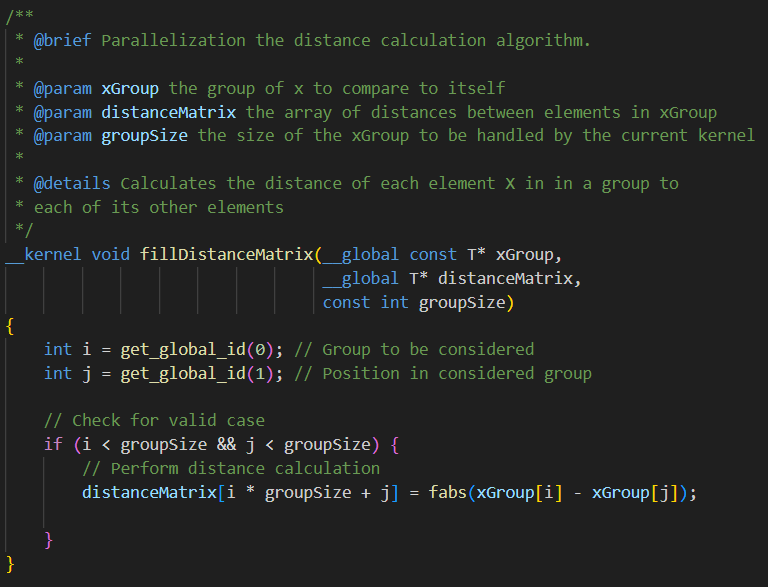 /**
 * @brief Parallelization the distance calculation algorithm.
 *
 * @param xGroup the group of x to compare to itself
 * @param distanceMatrix the array of distances between elements in xGroup
 * @param groupSize the size of the xGroup to be handled by the current kernel
 *
 * @details Calculates the distance of each element X in in a group to
 * each of its other elements
 */
__kernel void fillDistanceMatrix(__global const T* xGroup,
                                 __global T* distanceMatrix,
                                 const int groupSize)
{
    int i = get_global_id(0); // Group to be considered
    int j = get_global_id(1); // Position in considered group

    // Check for valid case
    if (i < groupSize && j < groupSize) {
        // Perform distance calculation
        distanceMatrix[i * groupSize + j] = fabs(xGroup[i] - xGroup[j]);

    }
}